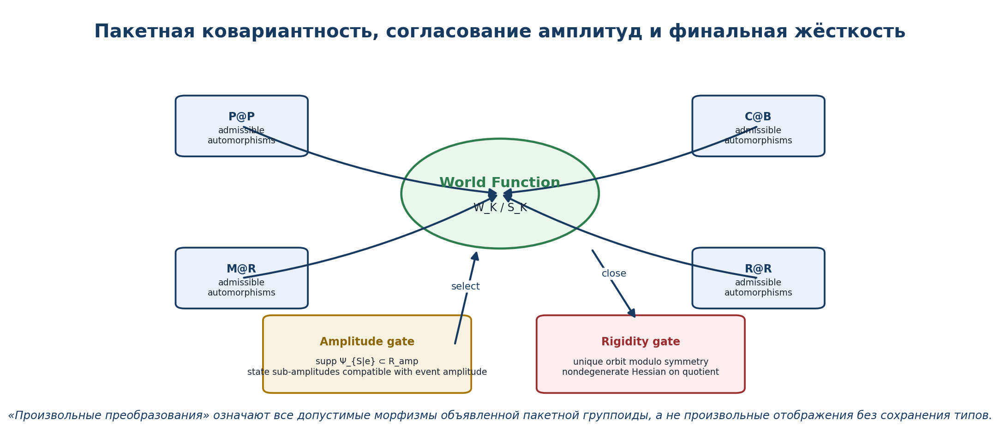 Пакетная ковариантность, согласование амплитуд и финальная жёсткость
P@P
admissible
automorphisms
C@B
admissible
automorphisms
World Function
W_K / S_K
M@R
admissible
automorphisms
R@R
admissible
automorphisms
select
close
Amplitude gate
supp Ψ_{S|e} ⊂ R_amp
state sub-amplitudes compatible with event amplitude
Rigidity gate
unique orbit modulo symmetry
nondegenerate Hessian on quotient
«Произвольные преобразования» означают все допустимые морфизмы объявленной пакетной группоиды, а не произвольные отображения без сохранения типов.